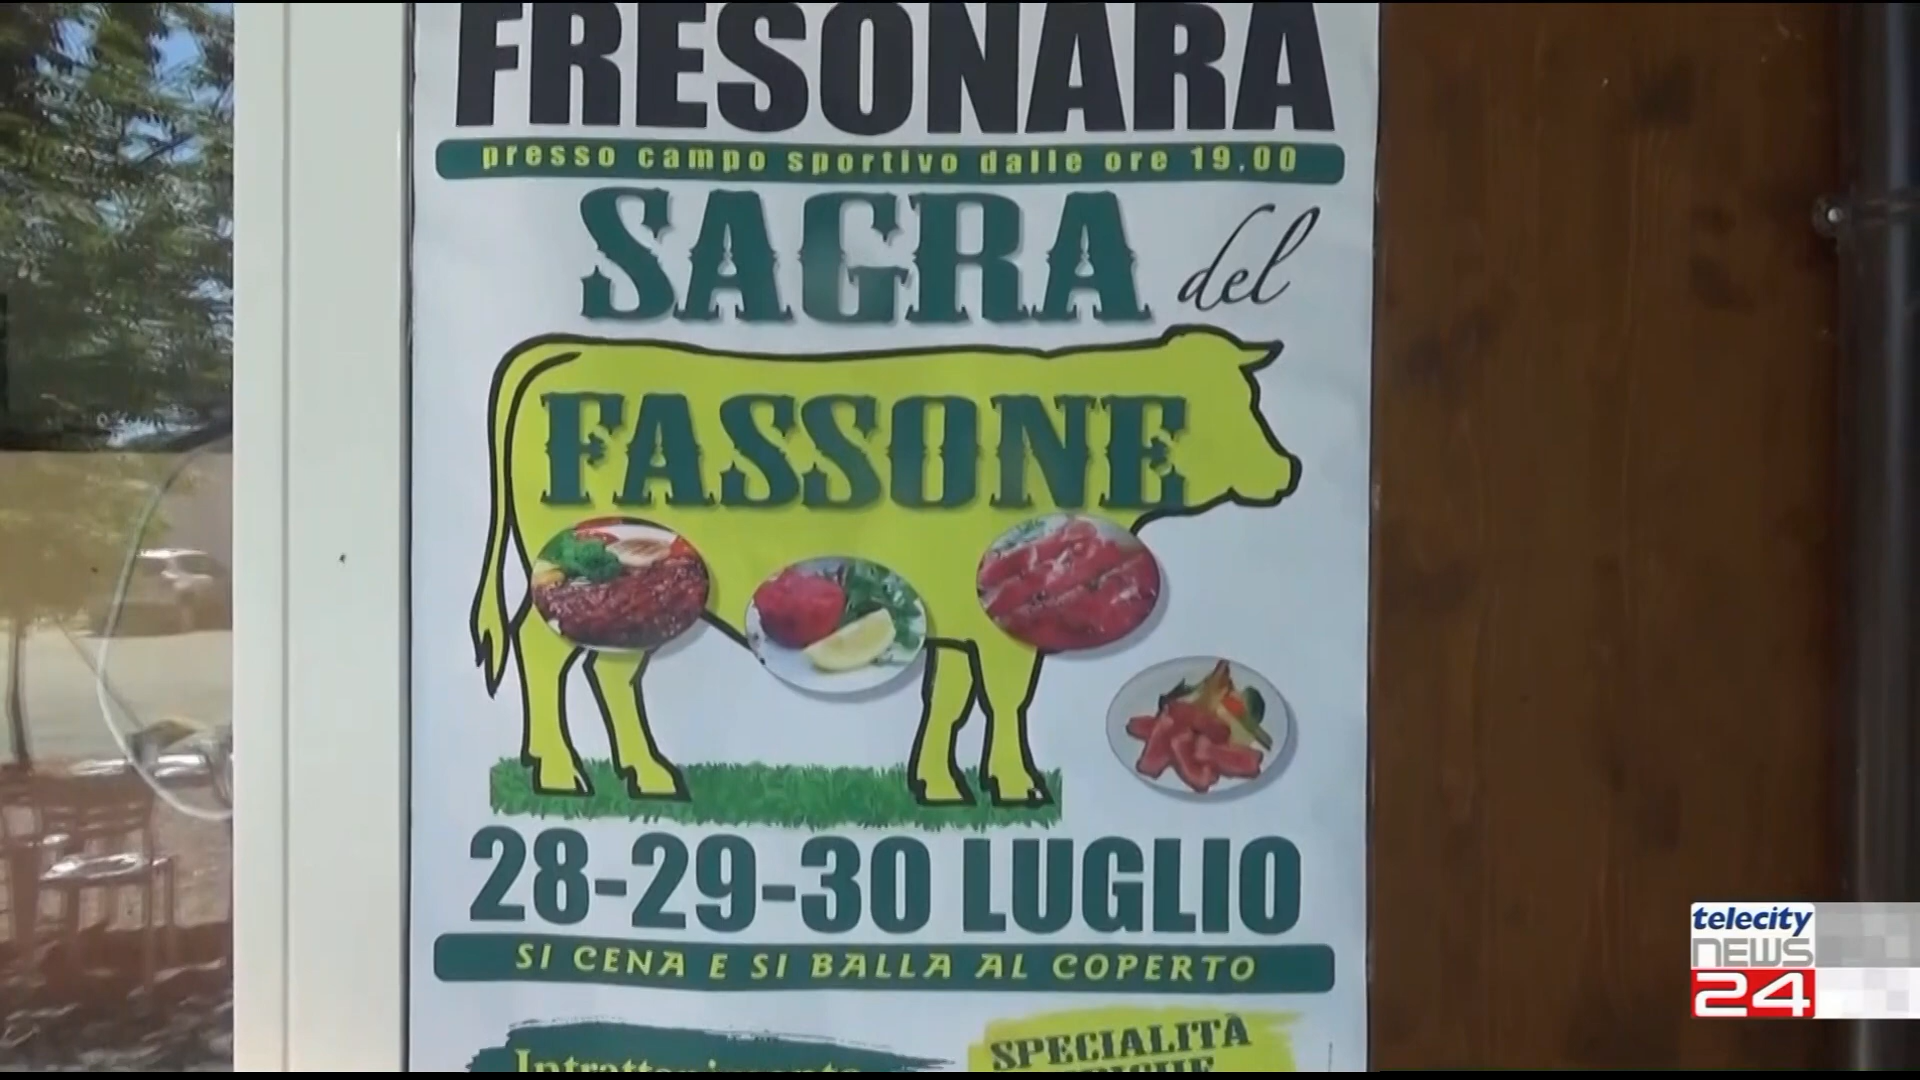 FRESONARA
presso campo sportivo dalle ore 19,00
SAGRA del
FASSONE
28-29-30 LUGLIO
SI CENA E SI BALLA AL COPERTO
Intrattenimento
SPECIALITÀ
telecity
NEWS
24